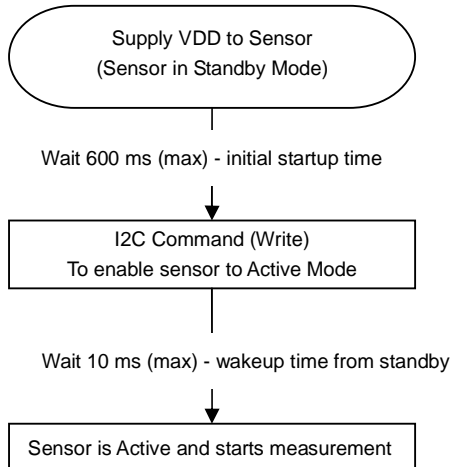 Supply VDD to Sensor
(Sensor in Standby Mode)
Wait 600 ms (max) - initial startup time
I2C Command (Write)
To enable sensor to Active Mode
Wait 10 ms (max) - wakeup time from standby
Sensor is Active and starts measurement